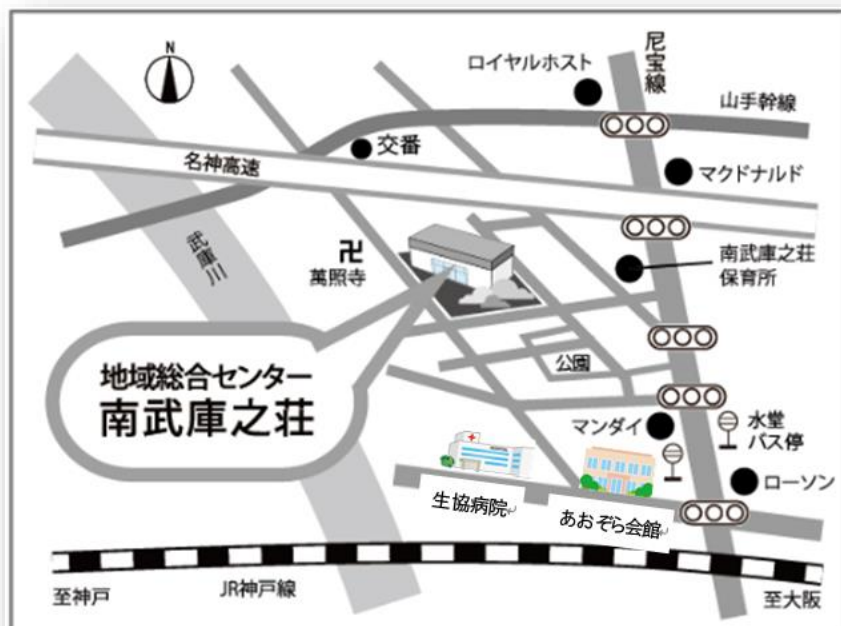 N
尼宝線
ロイヤルホスト
山手幹線
交番
名神高速
マクドナルド
武庫川
卍
萬照寺
南武庫之荘
保育所
地域総合センター
南武庫之荘
公園
マンダイ
水堂
バス停
HOSPITAL
ローソン
生協病院
あおぞら会館
至神戸
JR神戸線
至大阪